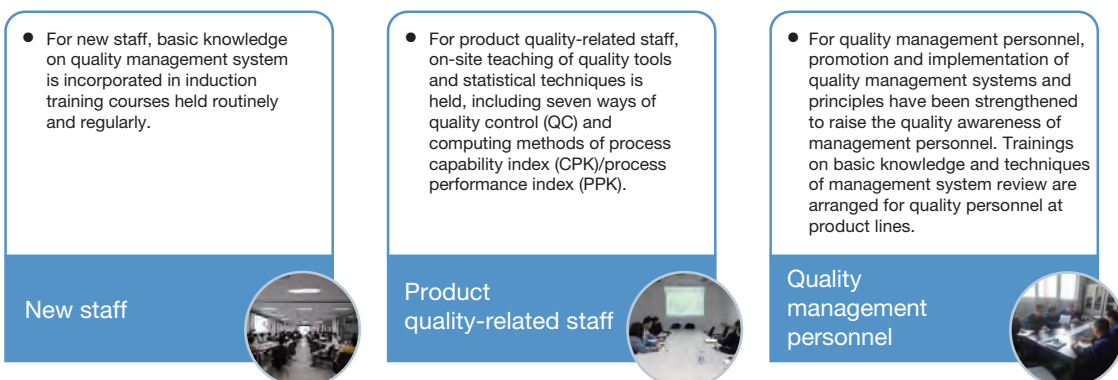 ● For new staff, basic knowledge
on quality management system
is incorporated in induction
training courses held routinely
and regularly.
New staff
● For product quality-related staff,
on-site teaching of quality tools
and statistical techniques is
held, including seven ways of
quality control (QC) and
computing methods of process
capability index (CPK)/process
performance index (PPK).
Product
quality-related staff
● For quality management personnel,
promotion and implementation of
quality management systems and
principles have been strengthened
to raise the quality awareness of
management personnel. Trainings
on basic knowledge and techniques
of management system review are
arranged for quality personnel at
product lines.
Quality
management
personnel